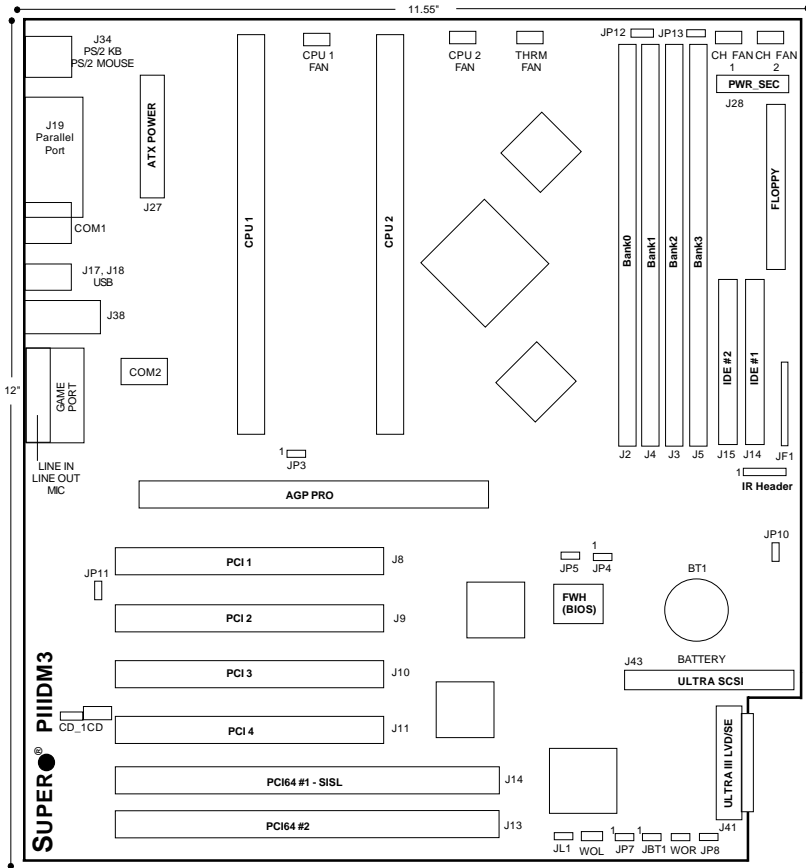 11.55"
12"
J34
PS/2 KB
PS/2 MOUSE
CPU 1
FAN
CPU 2
FAN
THRM
FAN
JP12
JP13
CH FAN
1
CH FAN
2
PWR_SEC
J28
J19
Parallel
Port
ATX POWER
J27
COM1
J17, J18
USB
J38
COM2
GAME
PORT
LINE IN
LINE OUT
MIC
CPU 1
CPU 2
Bank0
Bank1
Bank2
Bank3
FLOPPY
IDE #2
IDE #1
J2
J4
J3
J5
J15
J14
JF1
1
IR Header
1
JP3
AGP PRO
PCI 1
J8
JP11
PCI 2
J9
PCI 3
J10
PCI 4
J11
PCI64 #1 - SISL
J14
PCI64 #2
J13
CD_1
CD
SUPER® PIIIDM3
JP5
1
JP4
FWH
(BIOS)
BT1
BATTERY
JP10
J43
ULTRA SCSI
ULTRA III LVD/SE
J41
JL1
WOL
1
JP7
1
JBT1
WOR
JP8